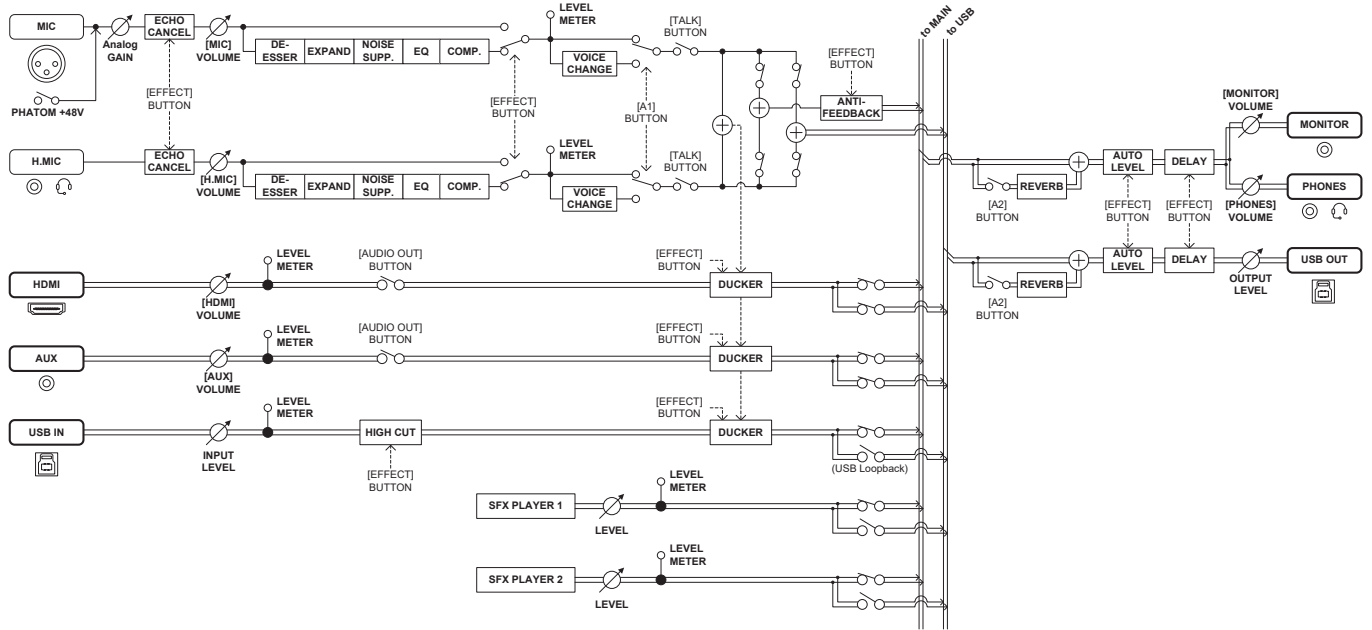 MIC
PHATOM +48V
Analog
GAIN
ECHO
CANCEL
[EFFECT]
BUTTON
[MIC]
VOLUME
DE-
ESSER
EXPAND
NOISE
SUPP.
EQ
COMP.
[EFFECT]
BUTTON
LEVEL
METER
VOICE
CHANGE
[A1]
BUTTON
[TALK]
BUTTON
[EFFECT]
BUTTON
ANTI-
FEEDBACK
to MAIN
to USB
H.MIC
ECHO
CANCEL
[H.MIC]
VOLUME
DE-
ESSER
EXPAND
NOISE
SUPP.
EQ
COMP.
LEVEL
METER
VOICE
CHANGE
[TALK]
BUTTON
HDMI
[HDMI]
VOLUME
LEVEL
METER
[AUDIO OUT]
BUTTON
[EFFECT]
BUTTON
DUCKER
AUX
[AUX]
VOLUME
LEVEL
METER
[AUDIO OUT]
BUTTON
[EFFECT]
BUTTON
DUCKER
USB IN
INPUT
LEVEL
LEVEL
METER
HIGH CUT
[EFFECT]
BUTTON
[EFFECT]
BUTTON
DUCKER
(USB Loopback)
SFX PLAYER 1
LEVEL
LEVEL
METER
SFX PLAYER 2
LEVEL
LEVEL
METER
[A2]
BUTTON
REVERB
AUTO
LEVEL
DELAY
[MONITOR]
VOLUME
MONITOR
[PHONES]
VOLUME
PHONES
[EFFECT]
BUTTON
[EFFECT]
BUTTON
[A2]
BUTTON
REVERB
AUTO
LEVEL
DELAY
OUTPUT
LEVEL
USB OUT